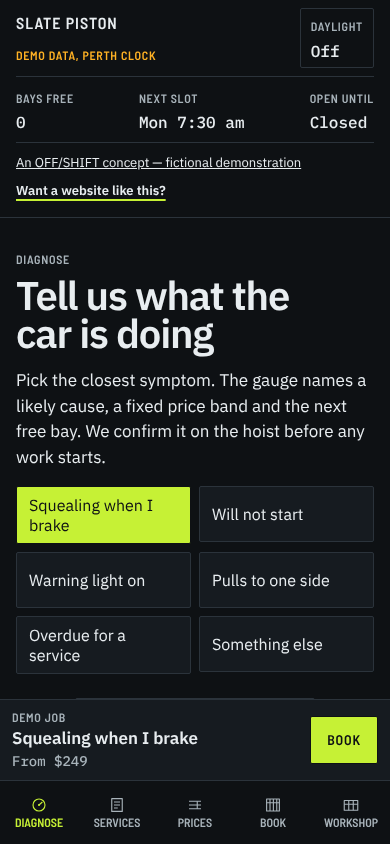 SLATE PISTON
DAYLIGHT
Off
DEMO DATA, PERTH CLOCK
BAYS FREE
0
NEXT SLOT
Mon 7:30 am
OPEN UNTIL
Closed
An OFF/SHIFT concept — fictional demonstration
Want a website like this?
DIAGNOSE
Tell us what the
car is doing
Pick the closest symptom. The gauge names a
likely cause, a fixed price band and the next
free bay. We confirm it on the hoist before any
work starts.
Squealing when I
brake
Will not start
Warning light on
Pulls to one side
Overdue for a
service
Something else
DEMO JOB
Squealing when I brake
From $249
BOOK
DIAGNOSE
SERVICES
PRICES
BOOK
WORKSHOP